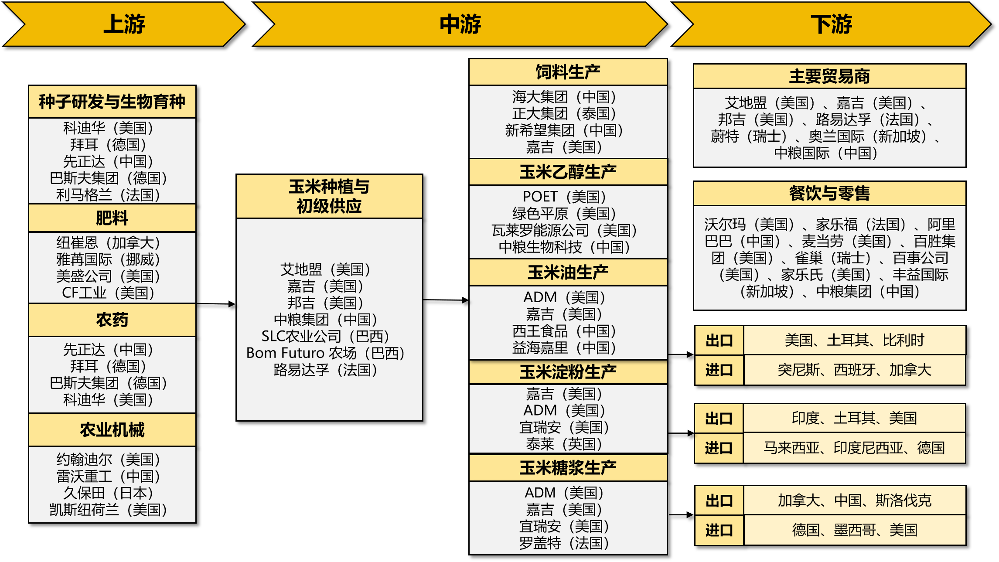 上游
中游
下游
种子研发与生物育种
科迪华（美国）
拜耳（德国）
先正达（中国）
巴斯夫集团（德国）
利马格兰（法国）
肥料
纽崔恩（加拿大）
雅苒国际（挪威）
美盛公司（美国）
CF工业（美国）
农药
先正达（中国）
拜耳（德国）
巴斯夫集团（德国）
科迪华（美国）
农业机械
约翰迪尔（美国）
雷沃重工（中国）
久保田（日本）
凯斯纽荷兰（美国）
玉米种植与
初级供应
艾地盟（美国）
嘉吉（美国）
邦吉（美国）
中粮集团（中国）
SLC农业公司（巴西）
Bom Futuro 农场（巴西）
路易达孚（法国）
饲料生产
海大集团（中国）
正大集团（泰国）
新希望集团（中国）
嘉吉（美国）
玉米乙醇生产
POET（美国）
绿色平原（美国）
瓦莱罗能源公司（美国）
中粮生物科技（中国）
玉米油生产
ADM（美国）
嘉吉（美国）
西王食品（中国）
益海嘉里（中国）
玉米淀粉生产
嘉吉（美国）
ADM（美国）
宜瑞安（美国）
泰莱（英国）
玉米糖浆生产
ADM（美国）
嘉吉（美国）
宜瑞安（美国）
罗盖特（法国）
主要贸易商
艾地盟（美国）、嘉吉（美国）、
邦吉（美国）、路易达孚（法国）、
蔚特（瑞士）、奥兰国际（新加坡）、
中粮国际（中国）
餐饮与零售
沃尔玛（美国）、家乐福（法国）、阿里
巴巴（中国）、麦当劳（美国）、百胜集
团（美国）、雀巢（瑞士）、百事公司
（美国）、家乐氏（美国）、丰益国际
（新加坡）、中粮集团（中国）
出口
美国、土耳其、比利时
进口
突尼斯、西班牙、加拿大
出口
印度、土耳其、美国
进口
马来西亚、印度尼西亚、德国
出口
加拿大、中国、斯洛伐克
进口
德国、墨西哥、美国